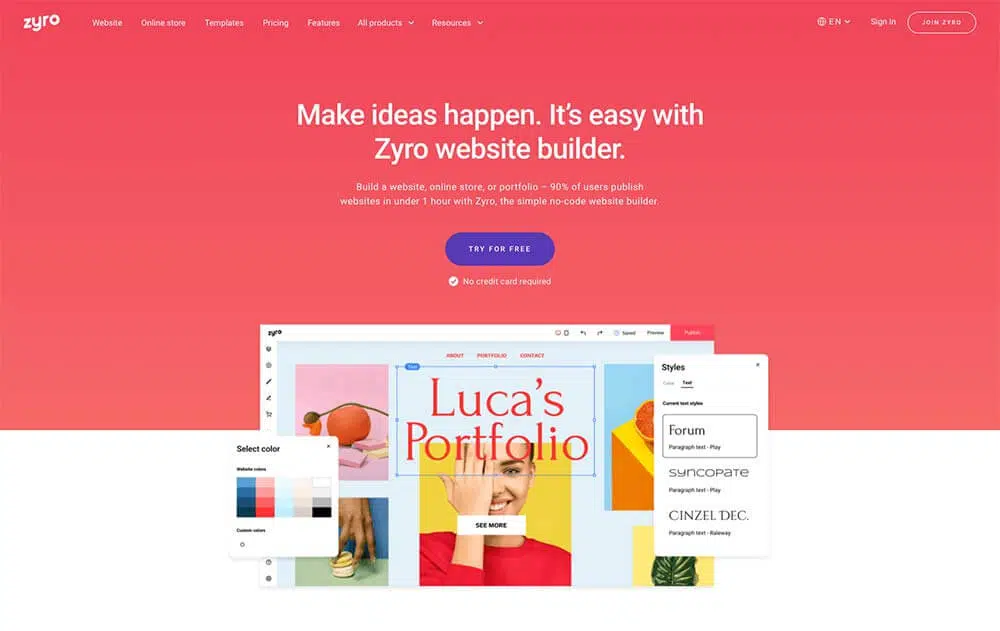 zyro
Website
Online store
Templates
Pricing
Features
All products
Resources
EN
Sign in
JOIN ZYRO
Make ideas happen. It's easy with
Zyro website builder.
Build a website, online store, or portfolio – 90% of users publish
websites in under 1 hour with Zyro, the simple no-code website builder.
TRY FOR FREE
No credit card required
zyro
Saved
Preview
Publish
ABOUT
PORTFOLIO
CONTACT
Text
Luca's
Portfolio
SEE MORE
Select color
Website colors
Custom colors
Styles
Color
Text
Current text styles
Forum
Paragraph text - Play
SYNCOPATE
Paragraph text - Play
CINZEL DEC.
Paragraph text - Raleway